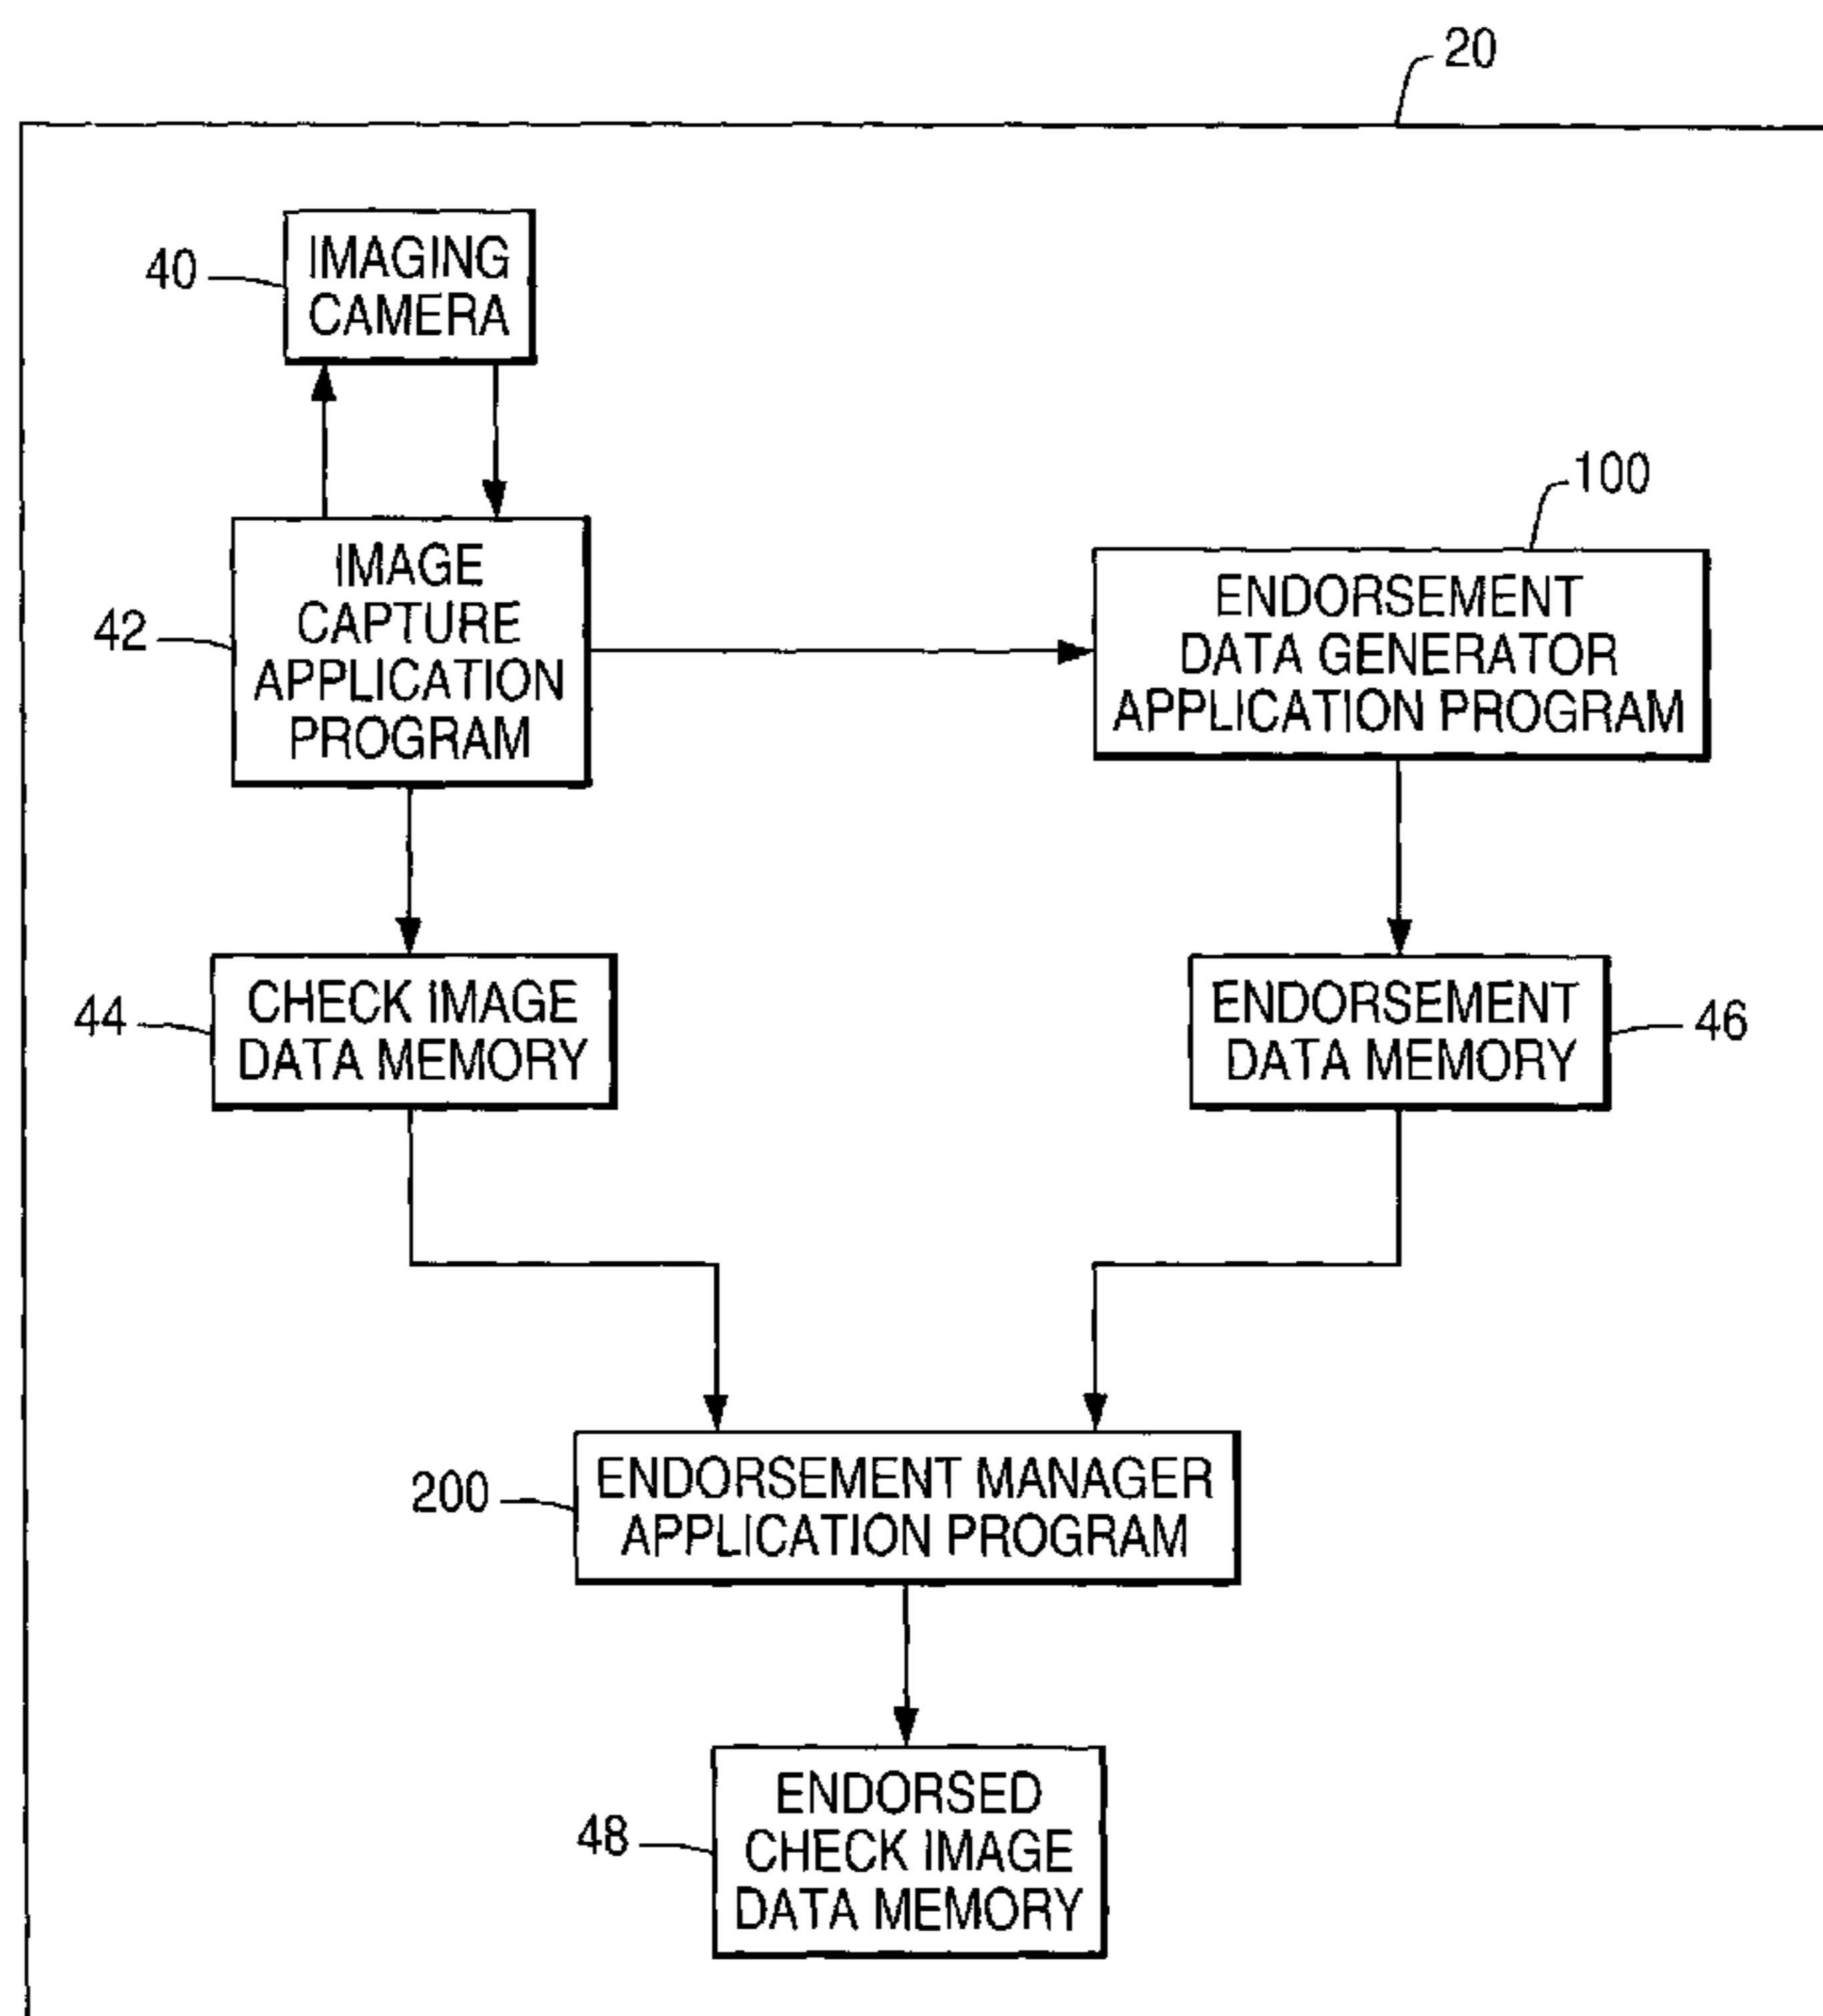 20
40
IMAGING
CAMERA
100
42
IMAGE
CAPTURE
APPLICATION
PROGRAM
ENDORSEMENT
DATA GENERATOR
APPLICATION PROGRAM
44
CHECK IMAGE
DATA MEMORY
ENDORSEMENT
DATA MEMORY
46
200
ENDORSEMENT MANAGER
APPLICATION PROGRAM
48
ENDORSED
CHECK IMAGE
DATA MEMORY